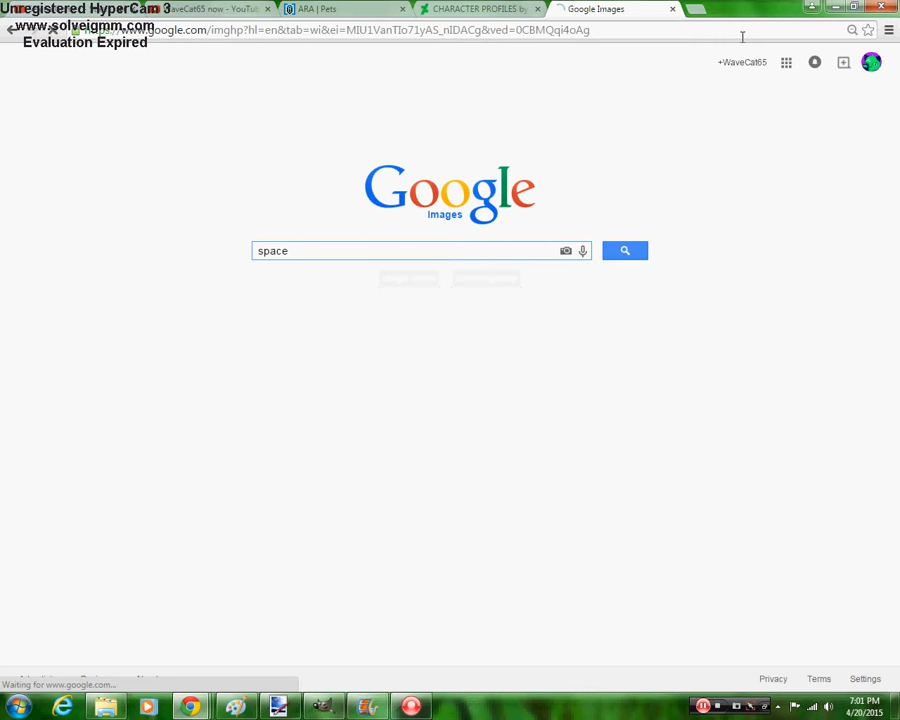 Unregistered HyperCam 3
www.solveigmm.com
Evaluation Expired
WaveCat65 now - YouTub
ARA | Pets
CHARACTER PROFILES by
Google Images
https://www.google.com/imghp?hl=en&tab=wi&ei=MIU1VanTIo71yAS_nIDACg&ved=0CBMQqi4oAg
+WaveCat65
Google
Images
space
Waiting for www.google.com...
Privacy
Terms
Settings
7:01 PM
4/20/2015